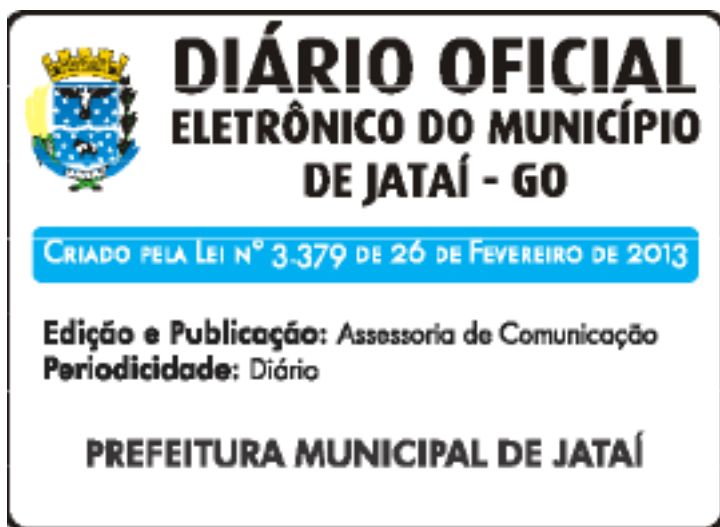 DIÁRIO OFICIAL
ELETRÔNICO DO MUNICÍPIO
DE JATAÍ - GO
CRIADO PELA LEI N° 3.379 DE 26 DE FEVEREIRO DE 2013
Edição e Publicação: Assessoria de Comunicação
Periodicidade: Diário
PREFEITURA MUNICIPAL DE JATAÍ